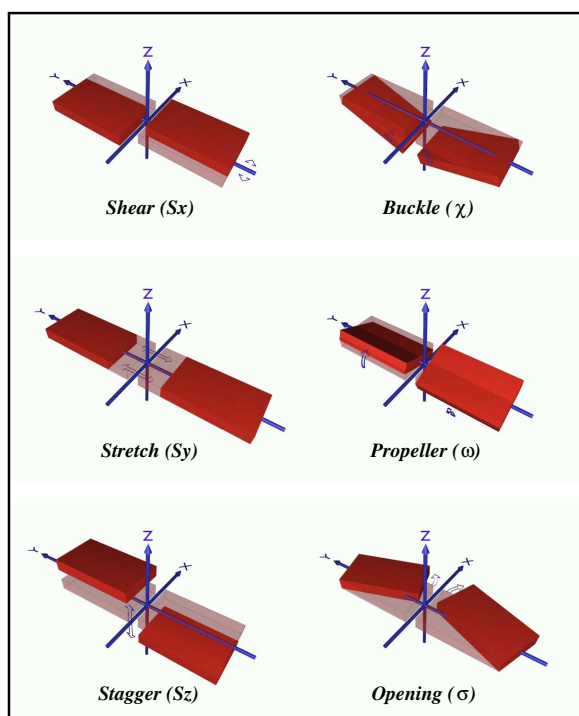 Z
Y
X
Shear (Sx)
Z
Y
X
Buckle (χ)
Z
Y
X
Stretch (Sy)
Z
Y
X
Propeller (ω)
Z
Y
X
Stagger (Sz)
Z
Y
X
Opening (σ)